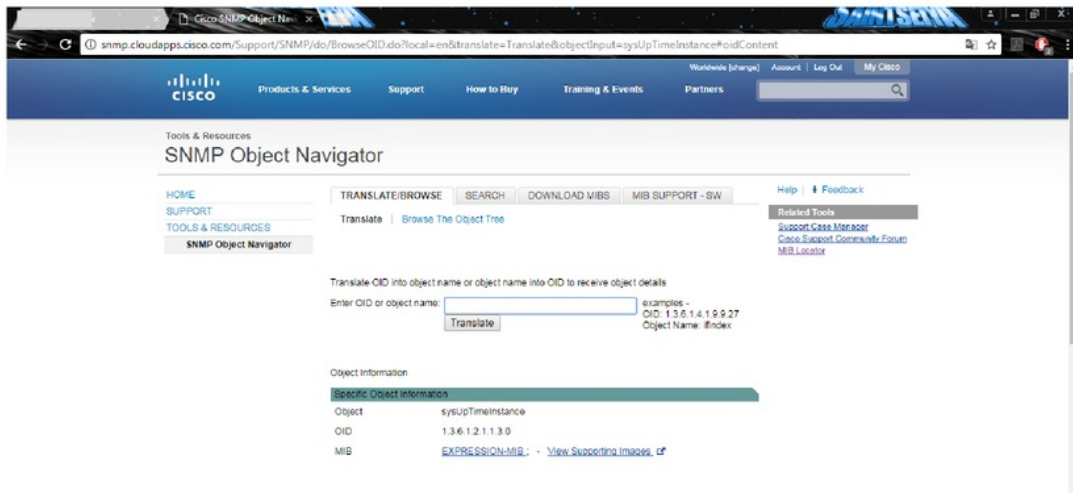 Cisco SNMP Object Nav
snmp.cloudapps.cisco.com/Support/SNMP/do/BrowseOID.do?local=en&translate=Translate&objectInput=sysUpTimeInstance#oidContent
Worldwide [change] Account | Log Out My Cisco
CISCO
Products & Services Support How to Buy Training & Events Partners
Tools & Resources
SNMP Object Navigator
HOME
SUPPORT
TOOLS & RESOURCES
SNMP Object Navigator
TRANSLATE/BROWSE SEARCH DOWNLOAD MIBS MIB SUPPORT - SW
Translate | Browse The Object Tree
Help | Feedback
Related Tools
Support Case Manager
Cisco Support Community Forum
MIB Locator
Translate OID into object name or object name into OID to receive object details
Enter OID or object name:
examples -
OID: 1.3.6.1.4.1.9.9.27
Object Name: ifIndex
Translate
Object Information
Specific Object Information
Object sysUpTimeInstance
OID 1.3.6.1.2.1.1.3.0
MIB EXPRESSION-MIB ; - View Supporting Images